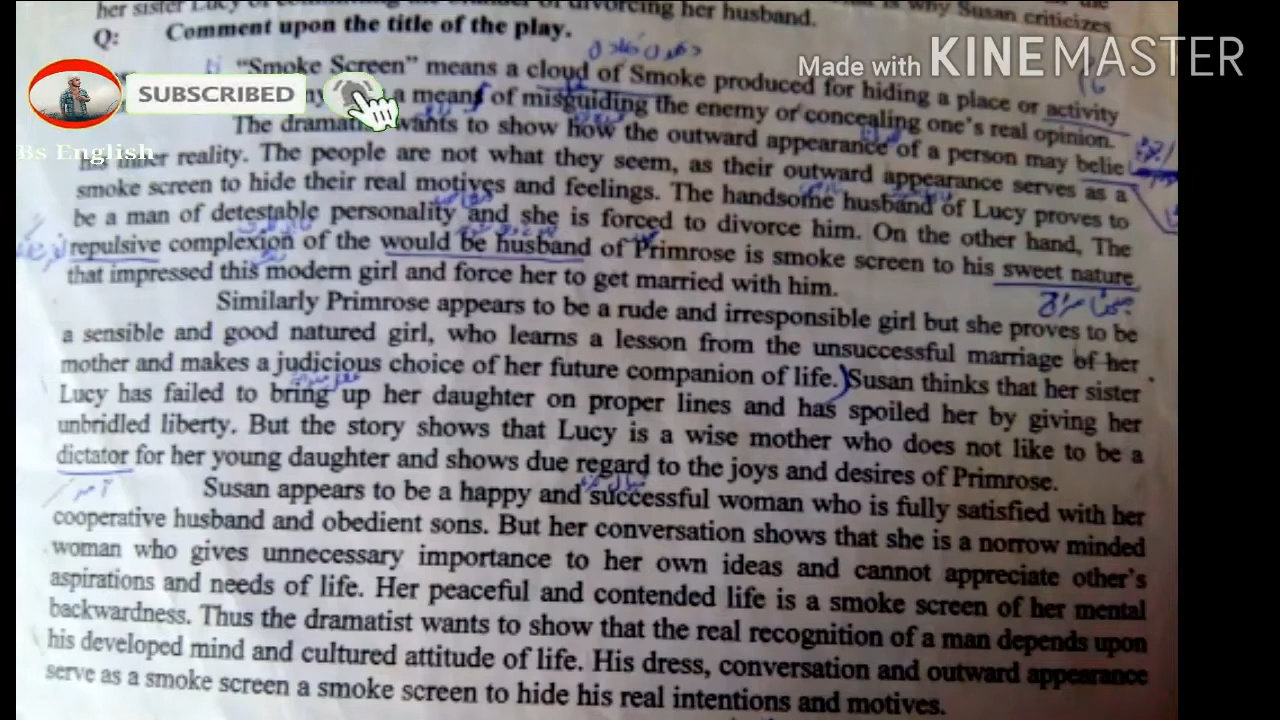 her husband.
is why Susan criticizes
Q: Comment upon the title of the play.
Made with KINEMASTER
"Smoke Screen" means a cloud of Smoke produced for hiding a place or activity
SUBSCRIBED
a means of misguiding the enemy or concealing one's real opinion.
The dramatist wants to show how the outward appearance of a person may belie
Bs English
reality. The people are not what they seem, as their outward appearance serves as a
smoke screen to hide their real motives and feelings. The handsome husband of Lucy proves to
be a man of detestable personality and she is forced to divorce him. On the other hand, The
repulsive complexion of the would be husband of Primrose is smoke screen to his sweet nature
that impressed this modern girl and force her to get married with him.
Similarly Primrose appears to be a rude and irresponsible girl but she proves to be
a sensible and good natured girl, who learns a lesson from the unsuccessful marriage of her
mother and makes a judicious choice of her future companion of life. Susan thinks that her sister
Lucy has failed to bring up her daughter on proper lines and has spoiled her by giving her
unbridled liberty. But the story shows that Lucy is a wise mother who does not like to be a
dictator for her young daughter and shows due regard to the joys and desires of Primrose.
Susan appears to be a happy and successful woman who is fully satisfied with her
cooperative husband and obedient sons. But her conversation shows that she is a norrow minded
woman who gives unnecessary importance to her own ideas and cannot appreciate other's
aspirations and needs of life. Her peaceful and contended life is a smoke screen of her mental
backwardness. Thus the dramatist wants to show that the real recognition of a man depends upon
his developed mind and cultured attitude of life. His dress, conversation and outward appearance
serve as a smoke screen a smoke screen to hide his real intentions and motives.